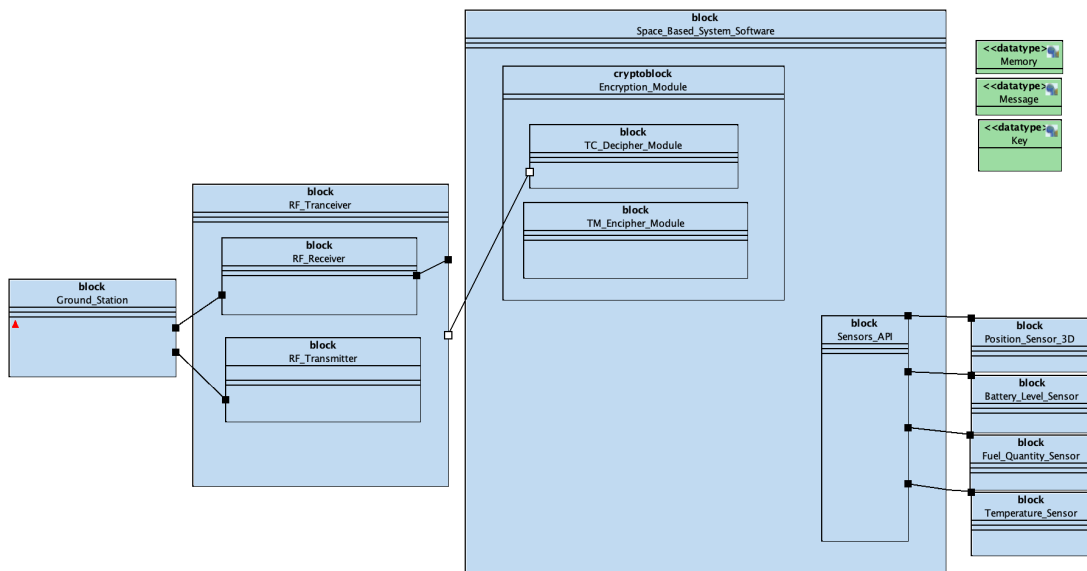 block
Space_Based_System_Software
cryptoblock
Encryption_Module
block
TC_Decipher_Module
block
TM_Encipher_Module
block
RF_Tranceiver
block
RF_Receiver
block
RF_Transmitter
block
Ground_Station
block
Sensors_API
block
Position_Sensor_3D
block
Battery_Level_Sensor
block
Fuel_Quantity_Sensor
block
Temperature_Sensor
<<datatype>
Memory
<<datatype>
Message
<<datatype>
Key